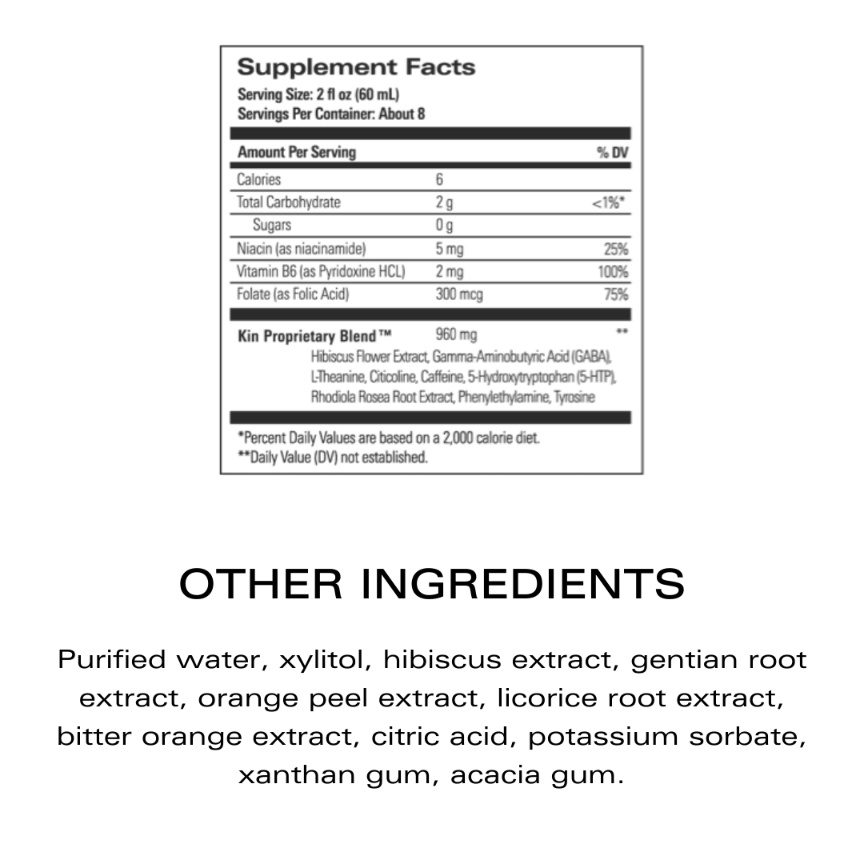 Supplement Facts
Serving Size: 2 fl oz (60 mL)
Servings Per Container: About 8
Amount Per Serving % DV
Calories 6
Total Carbohydrate 2 g <1%*
Sugars 0 g
Niacin (as niacinamide) 5 mg 25%
Vitamin B6 (as Pyridoxine HCL) 2 mg 100%
Folate (as Folic Acid) 300 mcg 75%
Kin Proprietary Blend™ 960 mg **
Hibiscus Flower Extract, Gamma-Aminobutyric Acid (GABA),
L-Theanine, Citicoline, Caffeine, 5-Hydroxytryptophan (5-HTP),
Rhodiola Rosea Root Extract, Phenylethylamine, Tyrosine
*Percent Daily Values are based on a 2,000 calorie diet.
**Daily Value (DV) not established.
OTHER INGREDIENTS
Purified water, xylitol, hibiscus extract, gentian root
extract, orange peel extract, licorice root extract,
bitter orange extract, citric acid, potassium sorbate,
xanthan gum, acacia gum.